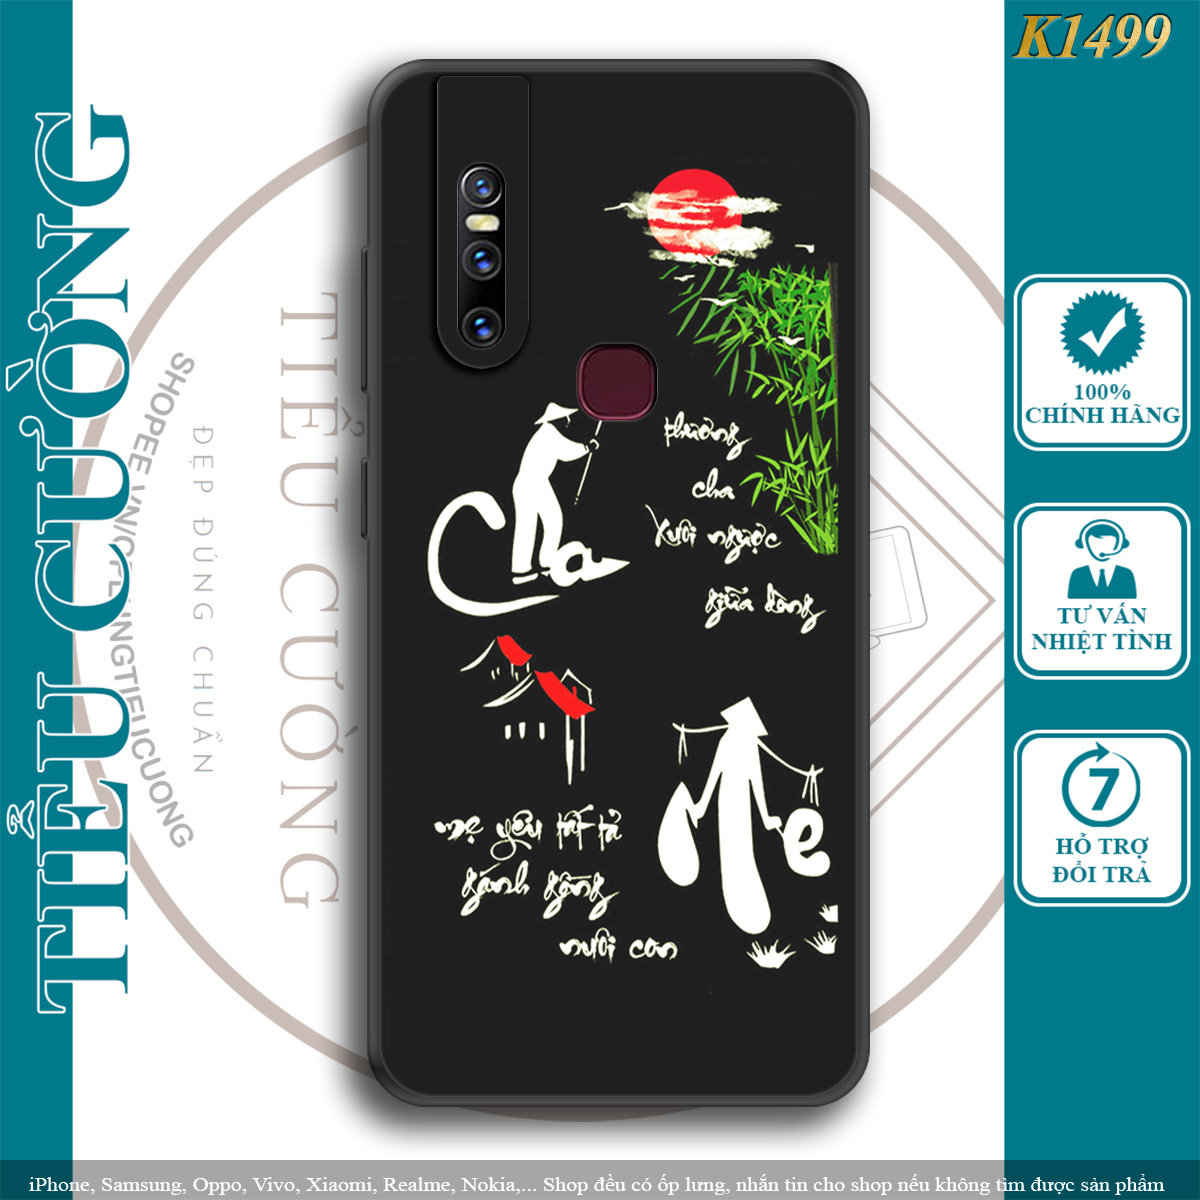 K1499
TIỂU CƯỜNG
SHOPEE.VN/CFLENINGTIEUCUONG
ĐẸP ĐÚNG CHUẨN
TIỂU CƯỜNG
thương
cha
xuôi ngược
giữa dòng
Cha
mẹ yêu tất tả
gánh gồng
nuôi con
Mẹ
100%
CHÍNH HÃNG
TƯ VẤN
NHIỆT TÌNH
7
HỖ TRỢ
ĐỔI TRẢ
iPhone, Samsung, Oppo, Vivo, Xiaomi, Realme, Nokia,... Shop đều có ốp lưng, nhắn tin cho shop nếu không tìm được sản phẩm